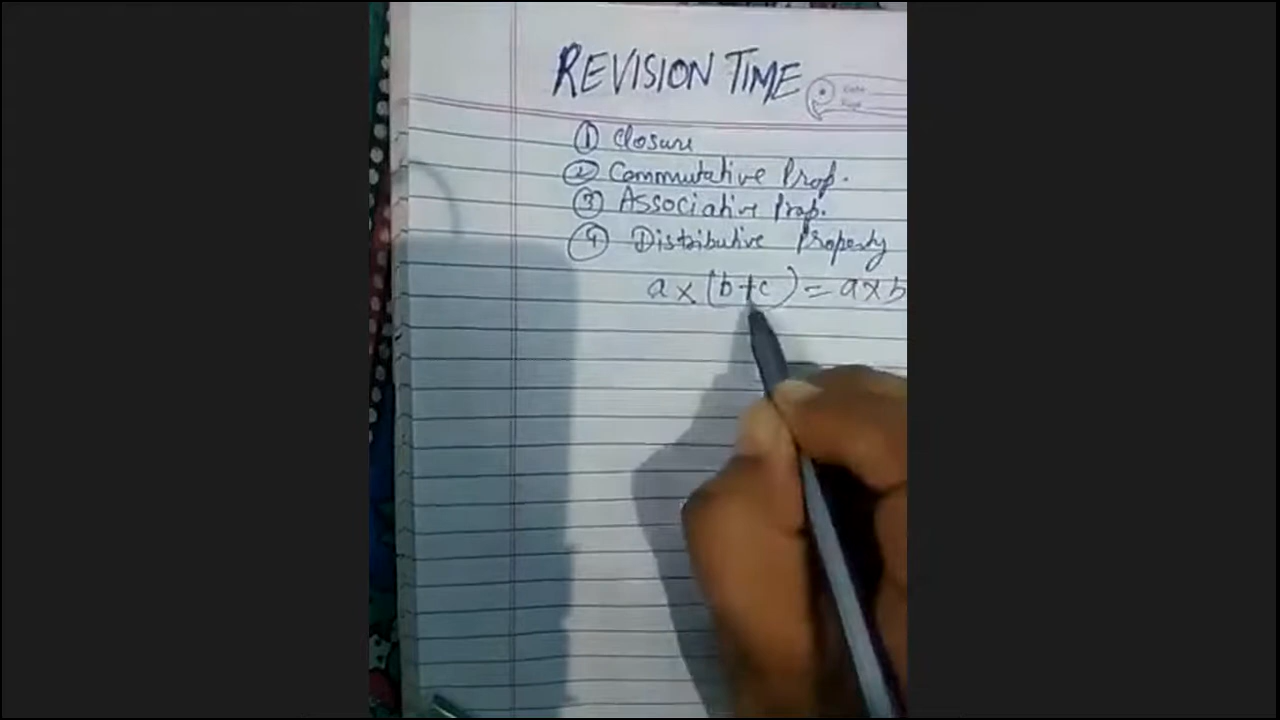 REVISION TIME
① Closure
② Commutative Prop.
③ Associative Prop.
④ Distributive Property
a × (b+c) = a×b